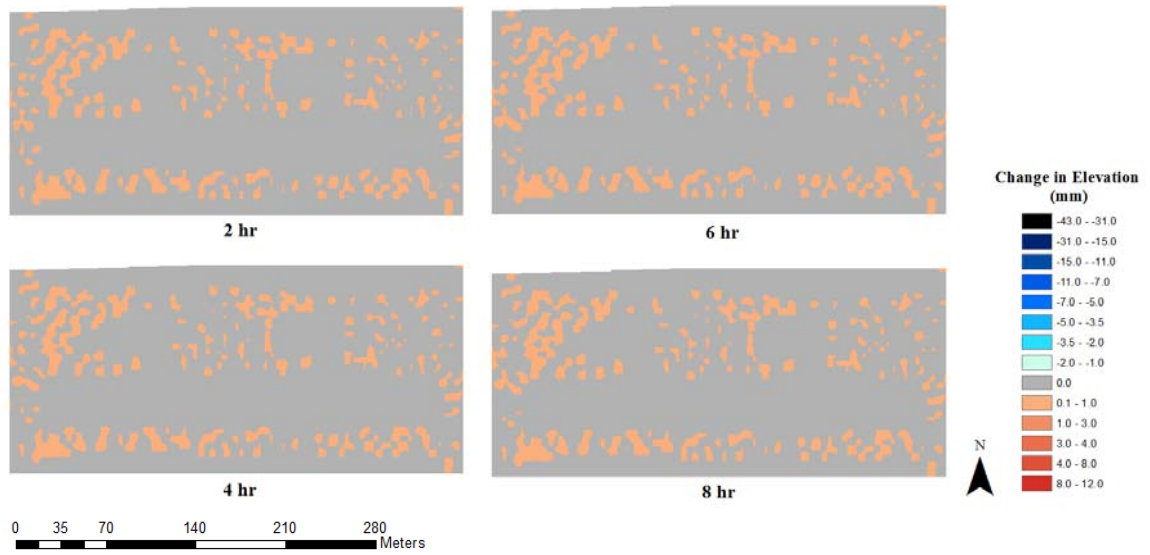 2 hr
6 hr
4 hr
8 hr
Change in Elevation
(mm)
-43.0 - -31.0
-31.0 - -15.0
-15.0 - -11.0
-11.0 - -7.0
-7.0 - -5.0
-5.0 - -3.5
-3.5 - -2.0
-2.0 - -1.0
0.0
0.1 - 1.0
1.0 - 3.0
3.0 - 4.0
4.0 - 8.0
8.0 - 12.0
N
0 35 70 140 210 280
Meters